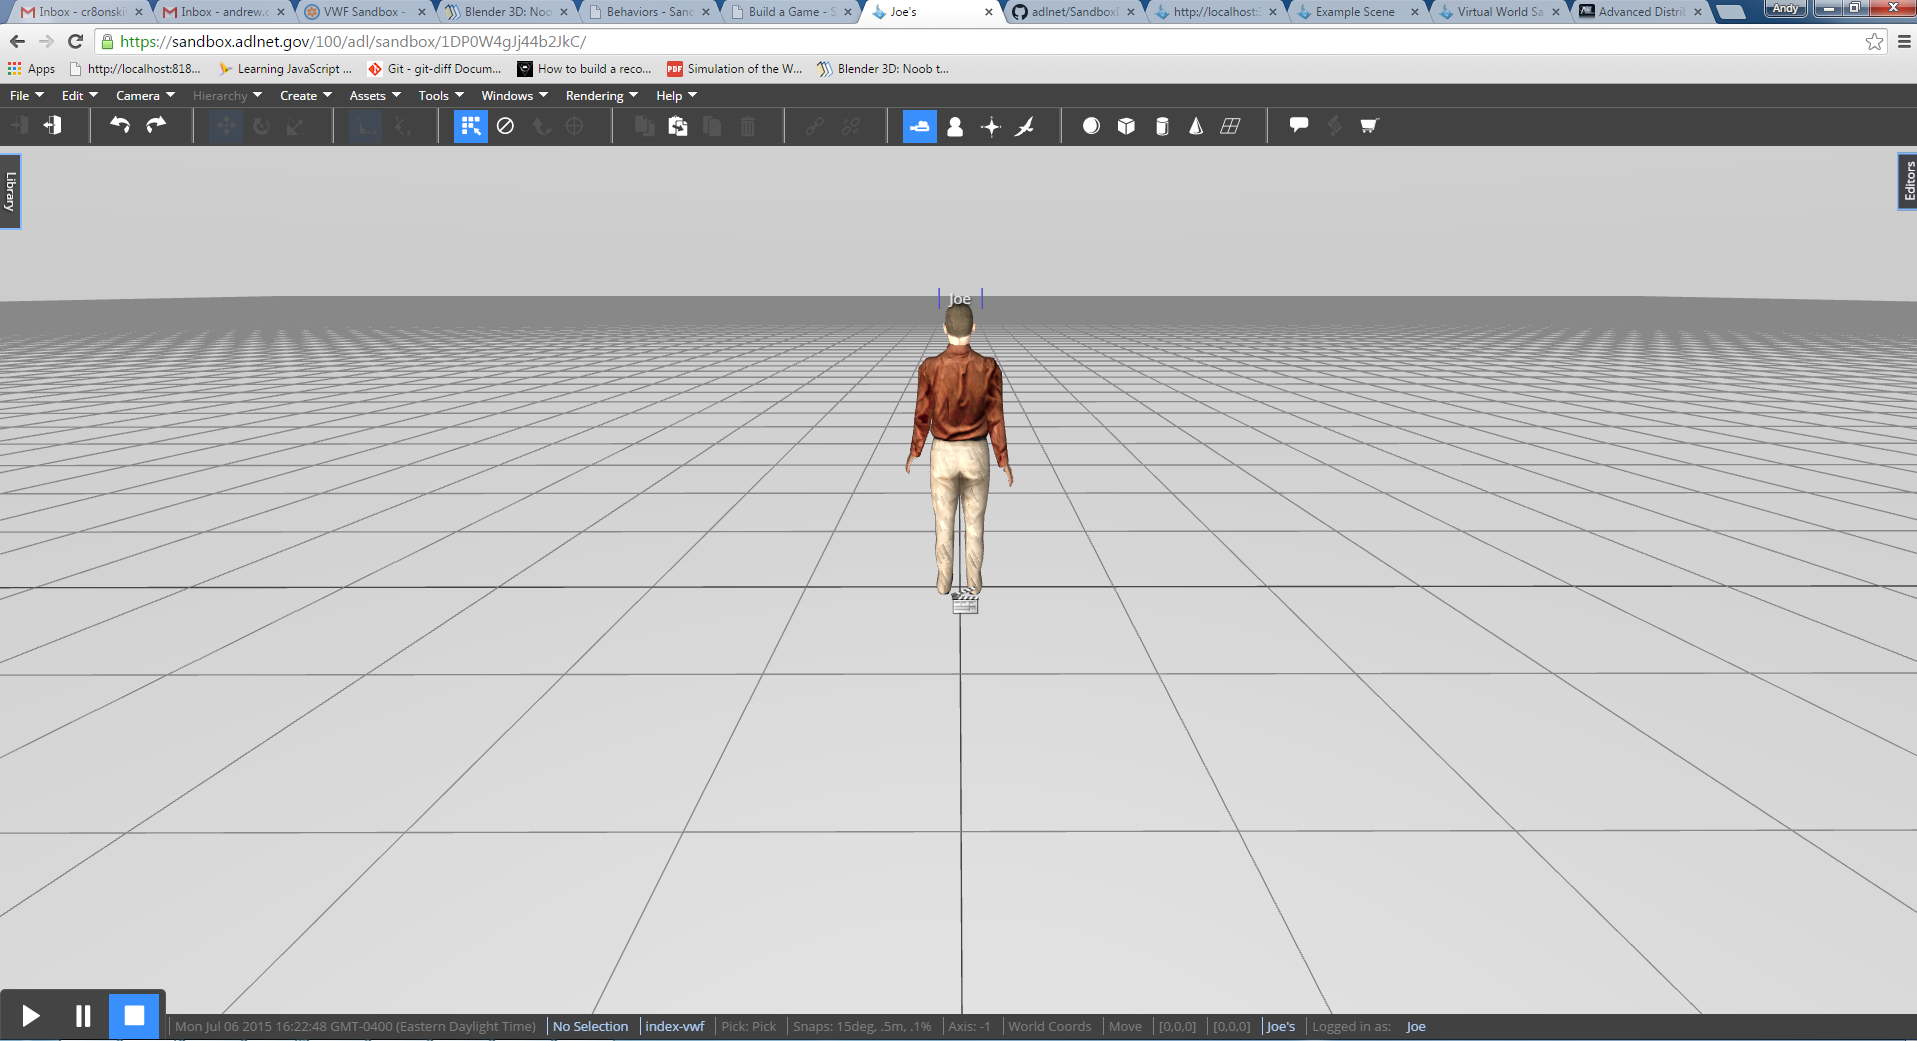 Inbox - cr8onski
Inbox - andrew.c
VWF Sandbox -
Blender 3D: Noo
Behaviors - Sanc
Build a Game - S
Joe's
adlnet/Sandbox
http://localhost:
Example Scene
Virtual World Sa
Advanced Distrib
Andy
https://sandbox.adlnet.gov/100/adl/sandbox/1DP0W4gJj44b2JkC/
Apps
http://localhost:818...
Learning JavaScript ...
Git - git-diff Docum...
How to build a reco...
PDF
Simulation of the W...
Blender 3D: Noob t...
File Edit Camera Hierarchy Create Assets Tools Windows Rendering Help
Library
Editors
Joe
Mon Jul 06 2015 16:22:48 GMT-0400 (Eastern Daylight Time) No Selection index-vwf Pick: Pick Snaps: 15deg, .5m, .1% Axis: -1 World Coords Move [0,0,0] [0,0,0] Joe's Logged in as: Joe